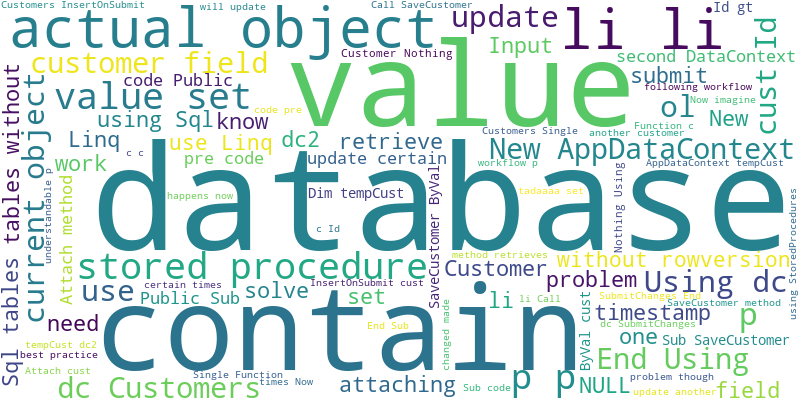 Customers InsertOnSubmit
will update
Call SaveCustomer
Id gt
actual object
update
li li
customer field
Customer Nothing
Input
second DataContext
code Public
value
submit
cust Id
value set
following workflow
code pre
ol
Now imagine
using Sql
know
New
Function c
Linq
use Linq
dc2
retrieve
Customers Single
another customer
New AppDataContext
work
pre code
c c
update certain
workflow p
AppDataContext tempCust
database
happens now
Dim tempCust
tadaaaa set
current object
understandable p
Sql tables without
tables without
Attach method
c Id
SaveCustomer ByVal
Nothing Using
using StoredProcedures
method retrieves
stored procedure
Customer
without rowversion
use
certain times
InsertOnSubmit cust
li Call
problem
Using dc
Public Sub
solve
set
li
SubmitChanges End
SaveCustomer method
need
contain
timestamp
p
End Sub
changed made
dc SubmitChanges
one
Sub SaveCustomer
tempCust dc2
best practice
ByVal cust
End Using
Attach cust
Single Function
problem though
dc Customers
times Now
attaching
Sub code
p p
NULL
update another
field